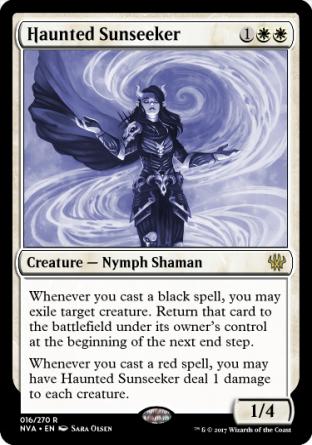 Haunted Sunseeker 1
Creature — Nymph Shaman
Whenever you cast a black spell, you may
exile target creature. Return that card to
the battlefield under its owner's control
at the beginning of the next end step.
Whenever you cast a red spell, you may
have Haunted Sunseeker deal 1 damage
to each creature.
1/4
016/270 R
NVA • EN Sara Olsen
™ & © 2017 Wizards of the Coast